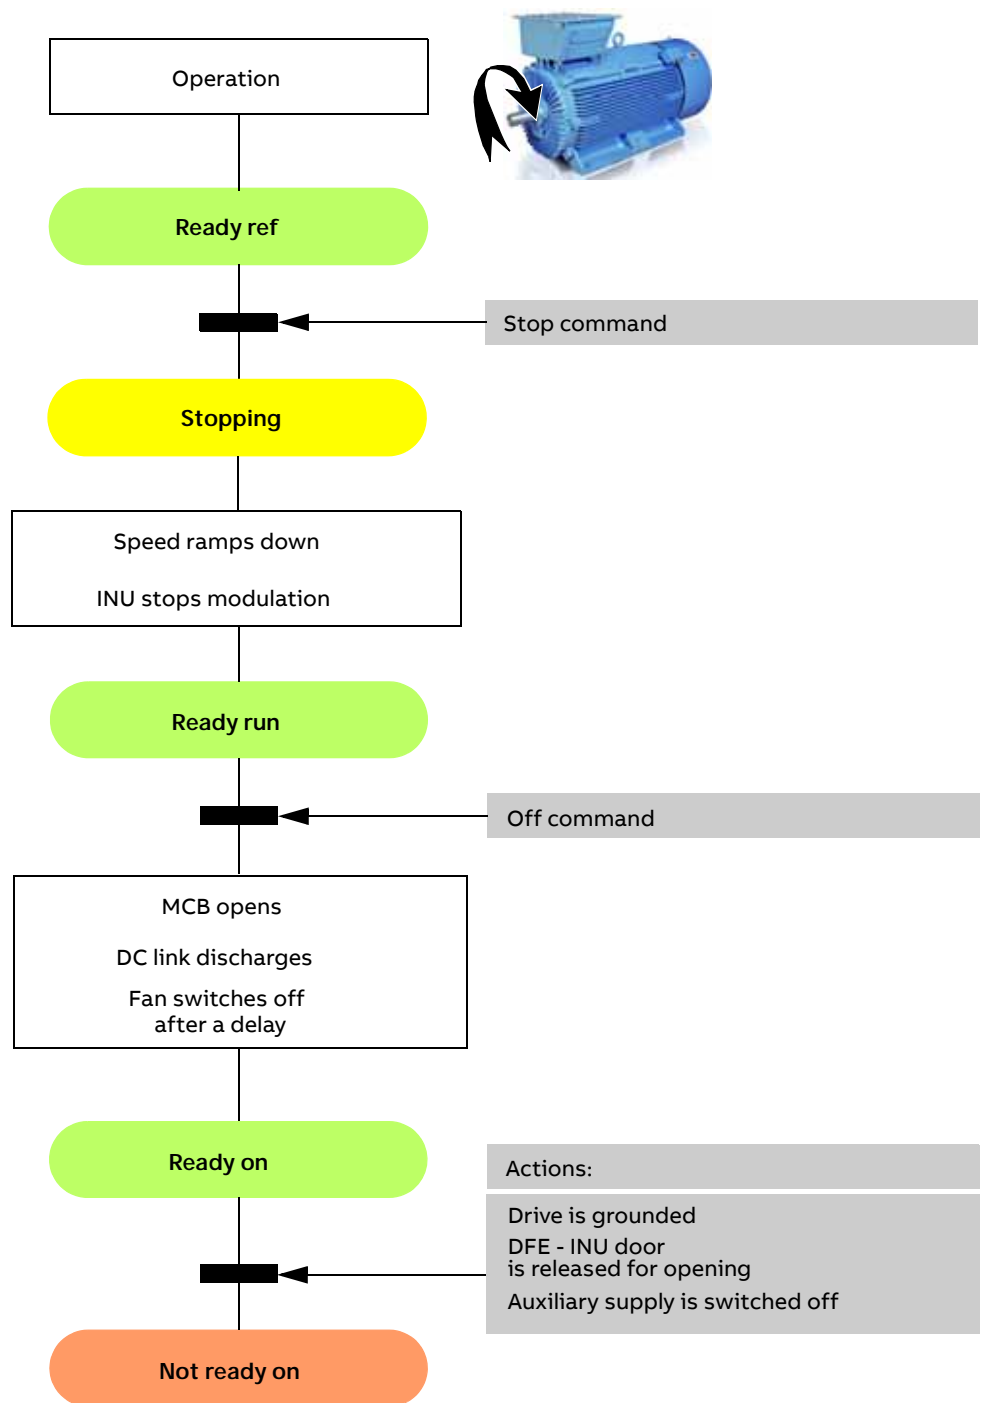 Operation
Ready ref
Stop command
Stopping
Speed ramps down
INU stops modulation
Ready run
Off command
MCB opens
DC link discharges
Fan switches off
after a delay
Ready on
Actions:
Drive is grounded
DFE - INU door
is released for opening
Auxiliary supply is switched off
Not ready on